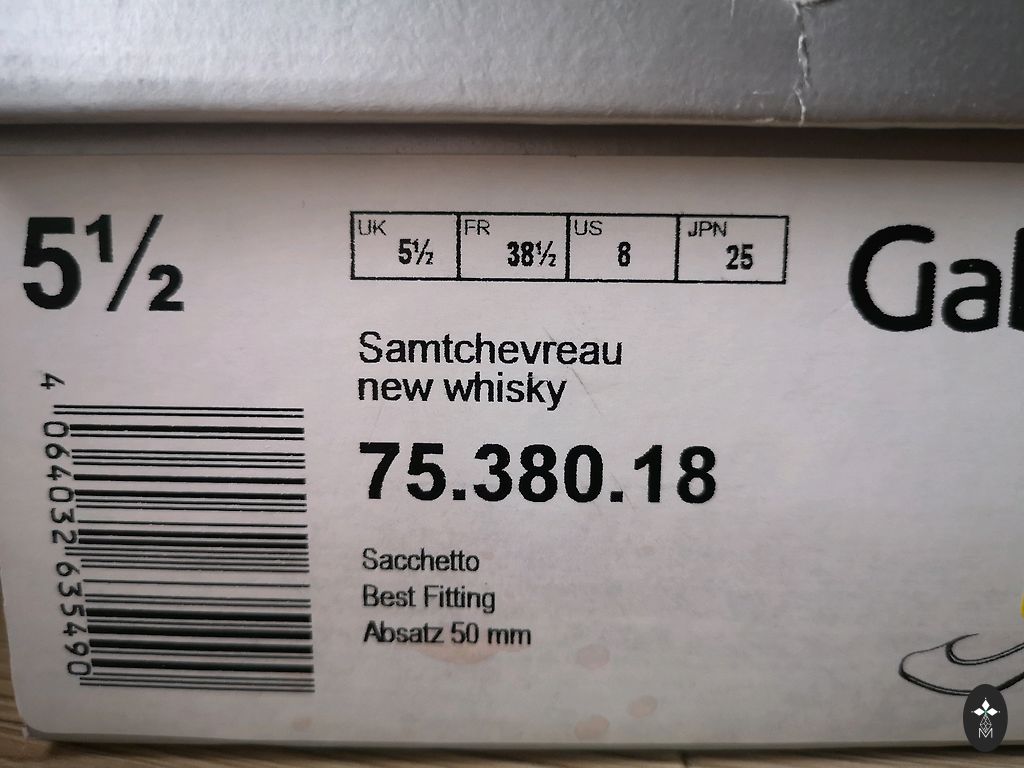 5½
UK 5½ FR 38½ US 8 JPN 25
Gab
Samtchevreau
new whisky
75.380.18
Sacchetto
Best Fitting
Absatz 50 mm
4 064032 635490
M